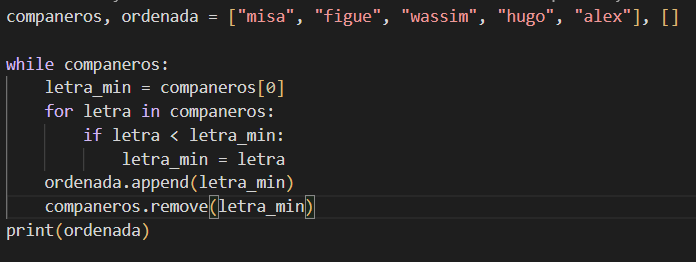 companeros, ordenada = ["misa", "figue", "wassim", "hugo", "alex"], []
while companeros:
    letra_min = companeros[0]
    for letra in companeros:
        if letra < letra_min:
            letra_min = letra
    ordenada.append(letra_min)
    companeros.remove(letra_min)
print(ordenada)